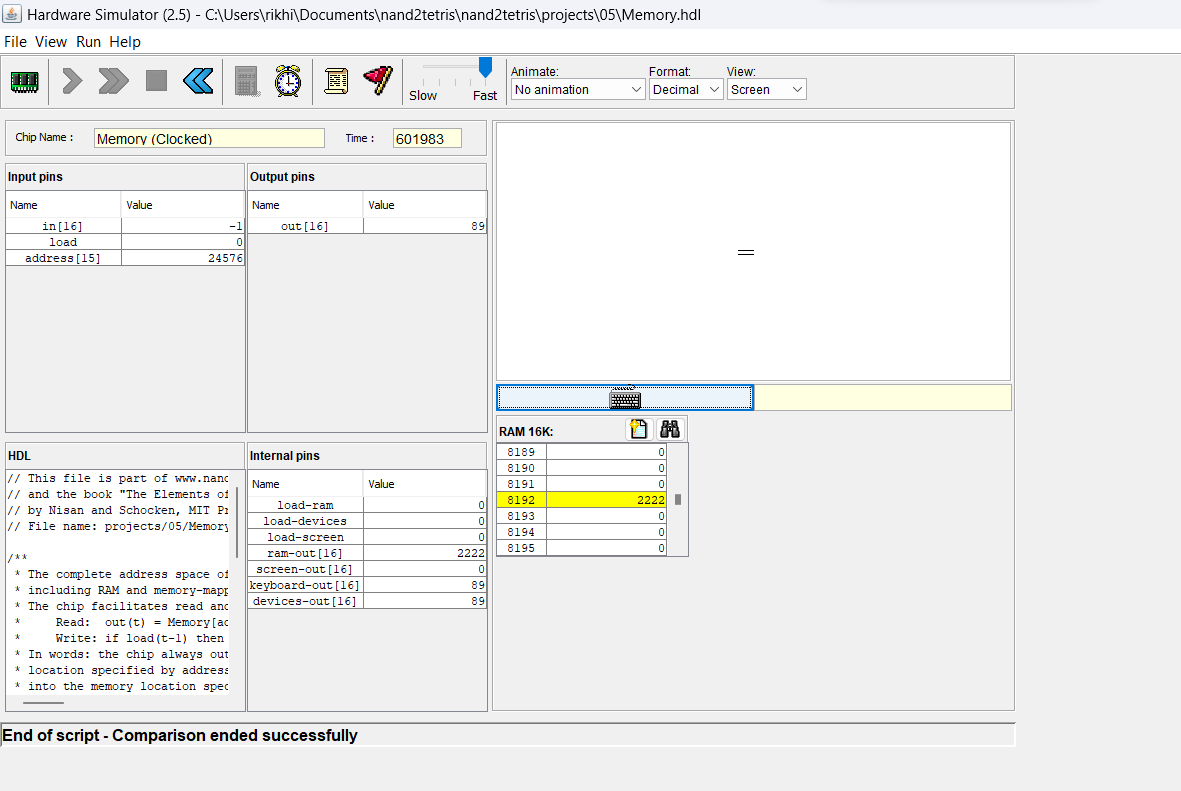 Hardware Simulator (2.5) - C:\Users\rikhi\Documents\nand2tetris\nand2tetris\projects\05\Memory.hdl
File View Run Help
Slow Fast
Animate: Format: View:
No animation Decimal Screen
Chip Name : Memory (Clocked) Time : 601983
Input pins
Name Value
in[16] -1
load 0
address[15] 24576
Output pins
Name Value
out[16] 89
HDL
// This file is part of www.nand
// and the book "The Elements of
// by Nisan and Schocken, MIT Pr
// File name: projects/05/Memory
/**
* The complete address space of
* including RAM and memory-mapp
* The chip facilitates read and
* Read: out(t) = Memory[ad
* Write: if load(t-1) then
* In words: the chip always out
* location specified by address
* into the memory location spec
Internal pins
Name Value
load-ram 0
load-devices 0
load-screen 0
ram-out[16] 2222
screen-out[16] 0
keyboard-out[16] 89
devices-out[16] 89
RAM 16K:
8189 0
8190 0
8191 0
8192 2222
8193 0
8194 0
8195 0
End of script - Comparison ended successfully